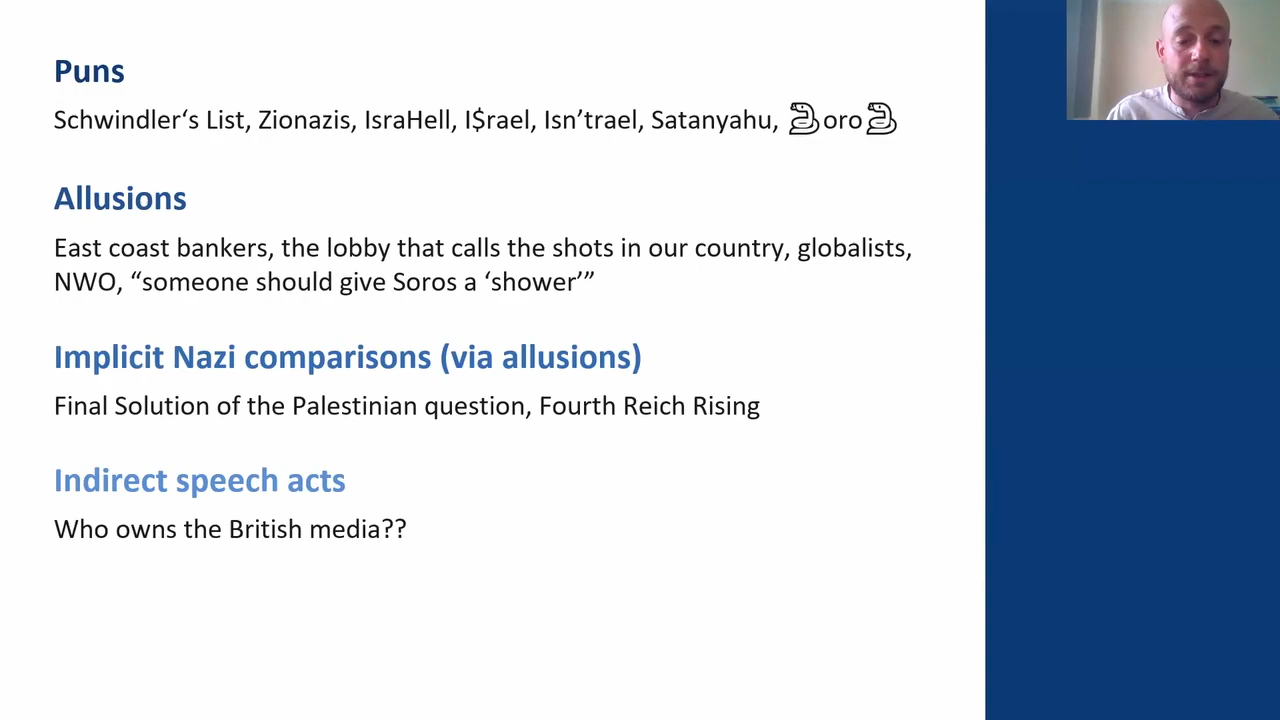 Puns
Schwindler‘s List, Zionazis, IsraHell, I$rael, Isn’trael, Satanyahu, 🐍oro🐍
Allusions
East coast bankers, the lobby that calls the shots in our country, globalists,
NWO, “someone should give Soros a ‘shower’”
Implicit Nazi comparisons (via allusions)
Final Solution of the Palestinian question, Fourth Reich Rising
Indirect speech acts
Who owns the British media??